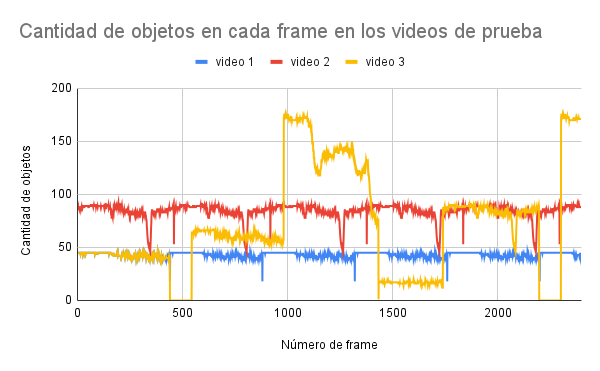 Cantidad de objetos en cada frame en los videos de prueba
video 1 video 2 video 3
200
150
100
50
0
Cantidad de objetos
0 500 1000 1500 2000
Número de frame